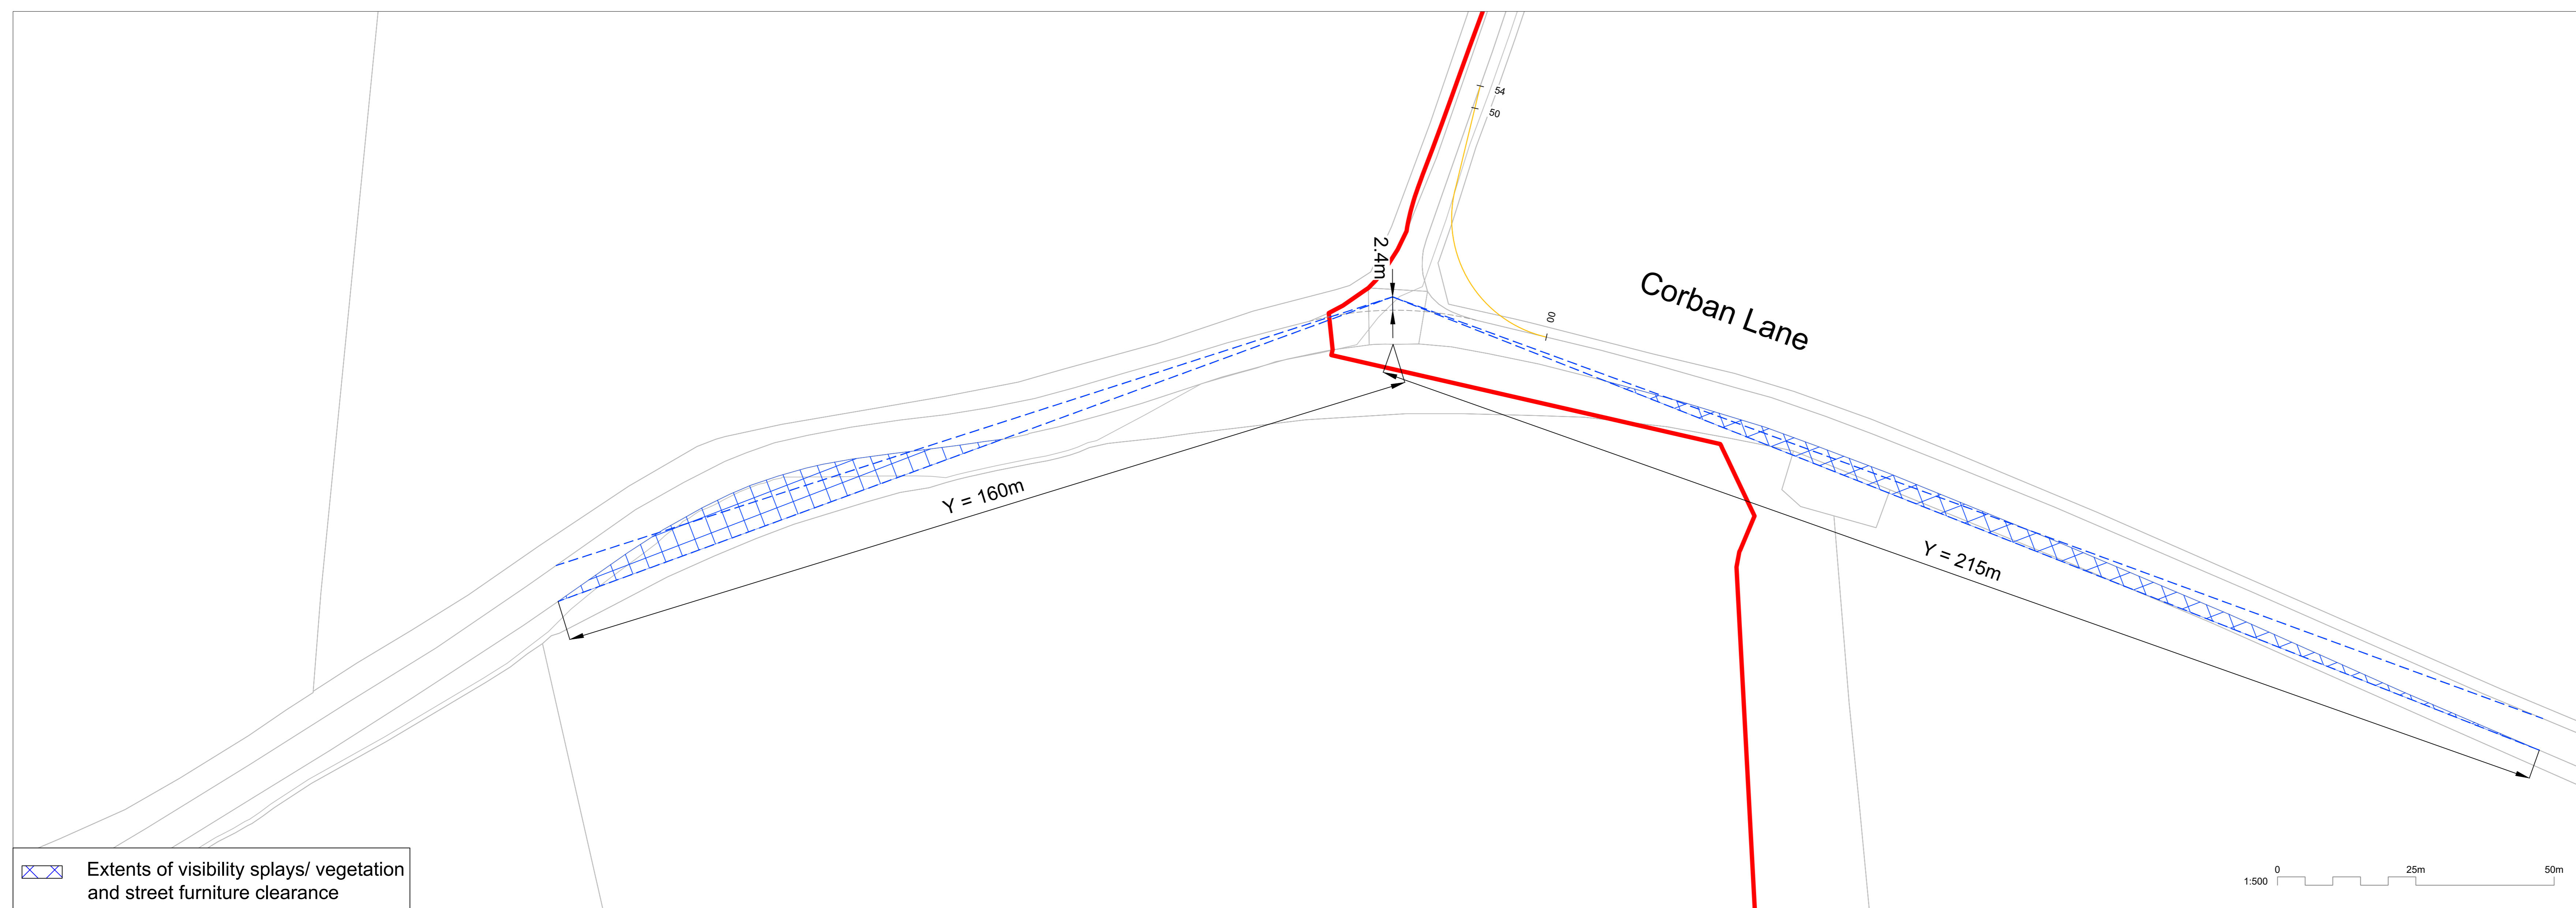 54
50
2.4m
Corban Lane
00
Y = 160m
Y = 215m
Extents of visibility splays/ vegetation
and street furniture clearance
0 25m 50m
1:500